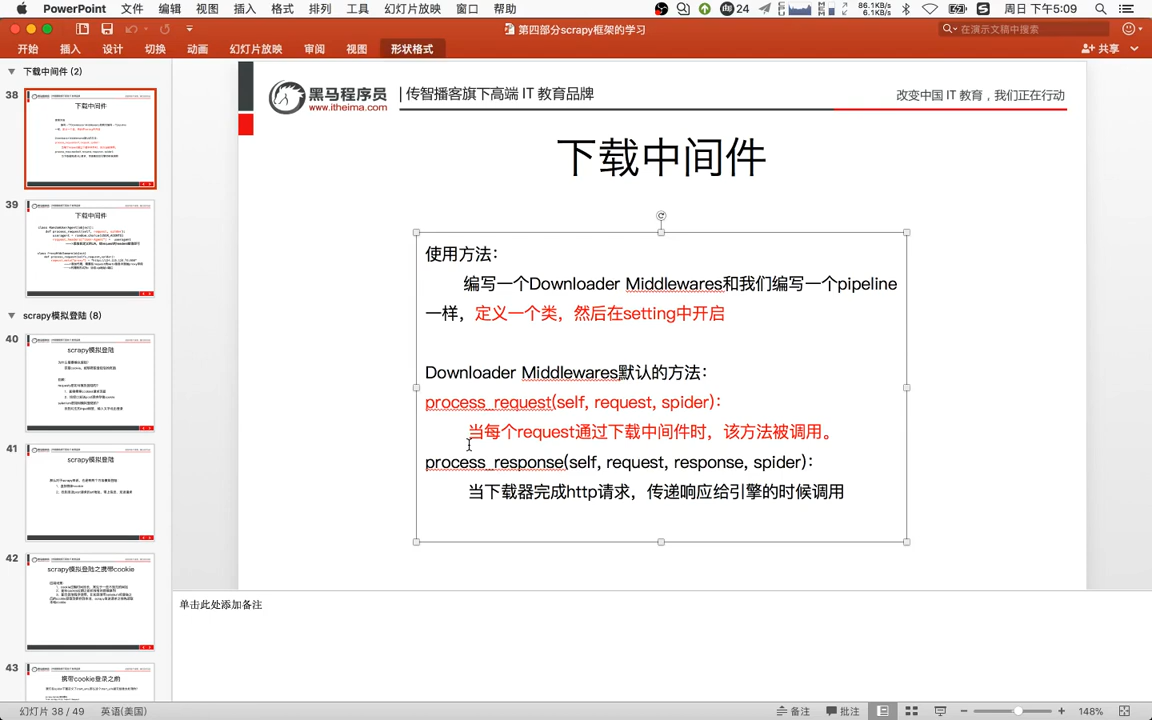 PowerPoint 文件 编辑 视图 插入 格式 排列 工具 幻灯片放映 窗口 帮助 24 86.1KB/s 6.1KB/s 周日 下午5:09
第四部分scrapy框架的学习 在演示文稿中搜索
开始 插入 设计 切换 动画 幻灯片放映 审阅 视图 形状格式 共享
下载中间件 (2)
38
下载中间件
39
下载中间件
scrapy模拟登陆 (8)
40
scrapy模拟登陆
41
scrapy模拟登陆
42
scrapy模拟登陆之携带cookie
43
携带cookie登录之前
黑马程序员 | 传智播客旗下高端 IT 教育品牌
www.itheima.com
改变中国 IT 教育，我们正在行动
下载中间件
使用方法：
编写一个Downloader Middlewares和我们编写一个pipeline
一样，定义一个类，然后在setting中开启
Downloader Middlewares默认的方法：
process_request(self, request, spider)：
当每个request通过下载中间件时，该方法被调用。
process_response(self, request, response, spider)：
当下载器完成http请求，传递响应给引擎的时候调用
单击此处添加备注
幻灯片 38 / 49 英语(美国) 备注 批注 148%